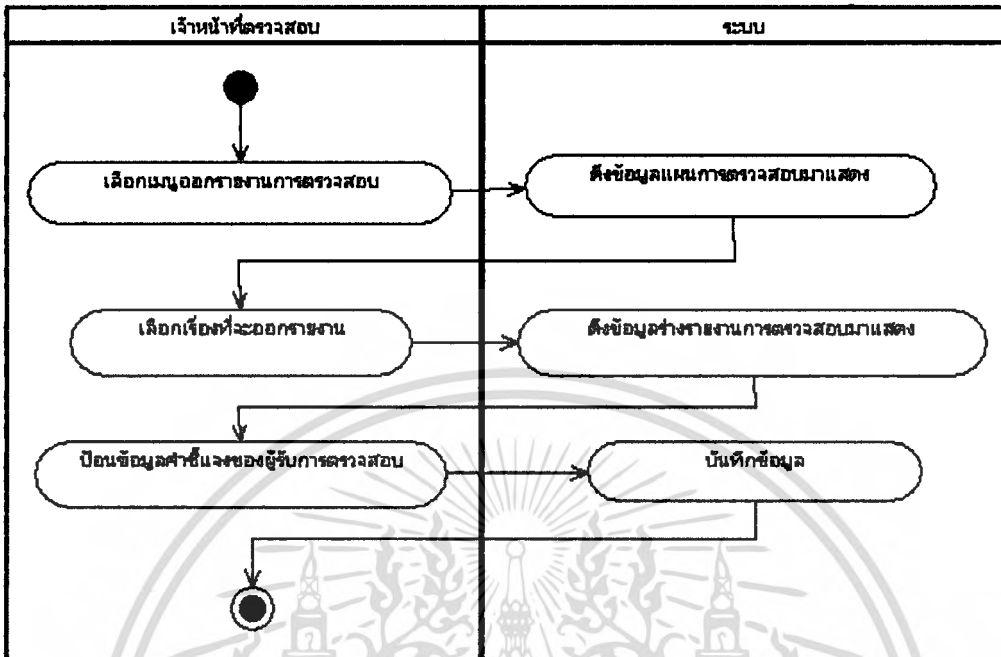 เจ้าหน้าที่ตรวจสอบ
ระบบ
เลือกเมนูออกรายงานการตรวจสอบ
ดึงข้อมูลแผนการตรวจสอบมาแสดง
เลือกเรื่องที่จะออกรายงาน
ดึงข้อมูลร่างรายงานการตรวจสอบมาแสดง
ป้อนข้อมูลคำชี้แจงของผู้รับการตรวจสอบ
บันทึกข้อมูล